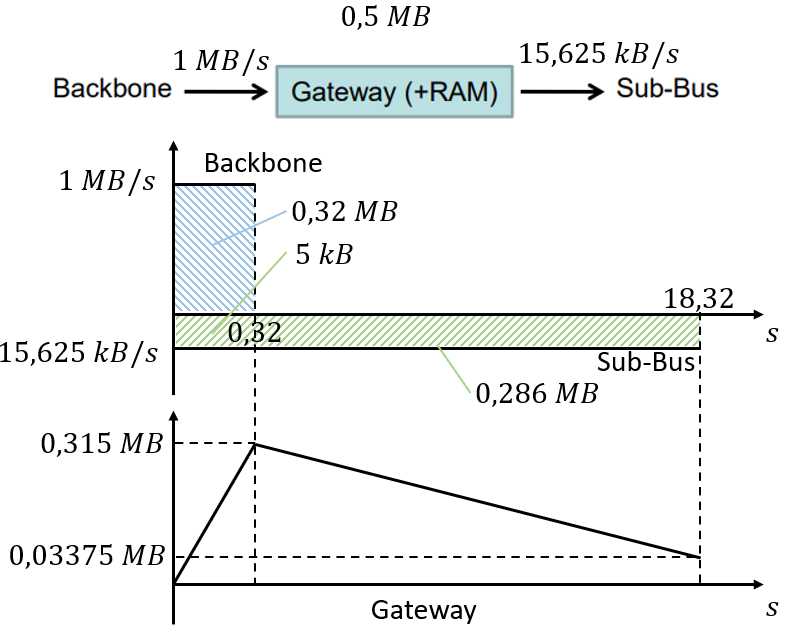 0,5 MB
1 MB/s
15,625 kB/s
Backbone
Gateway (+RAM)
Sub-Bus
Backbone
1 MB/s
0,32 MB
5 kB
18,32
0,32
s
15,625 kB/s
Sub-Bus
0,286 MB
0,315 MB
0,03375 MB
Gateway
s